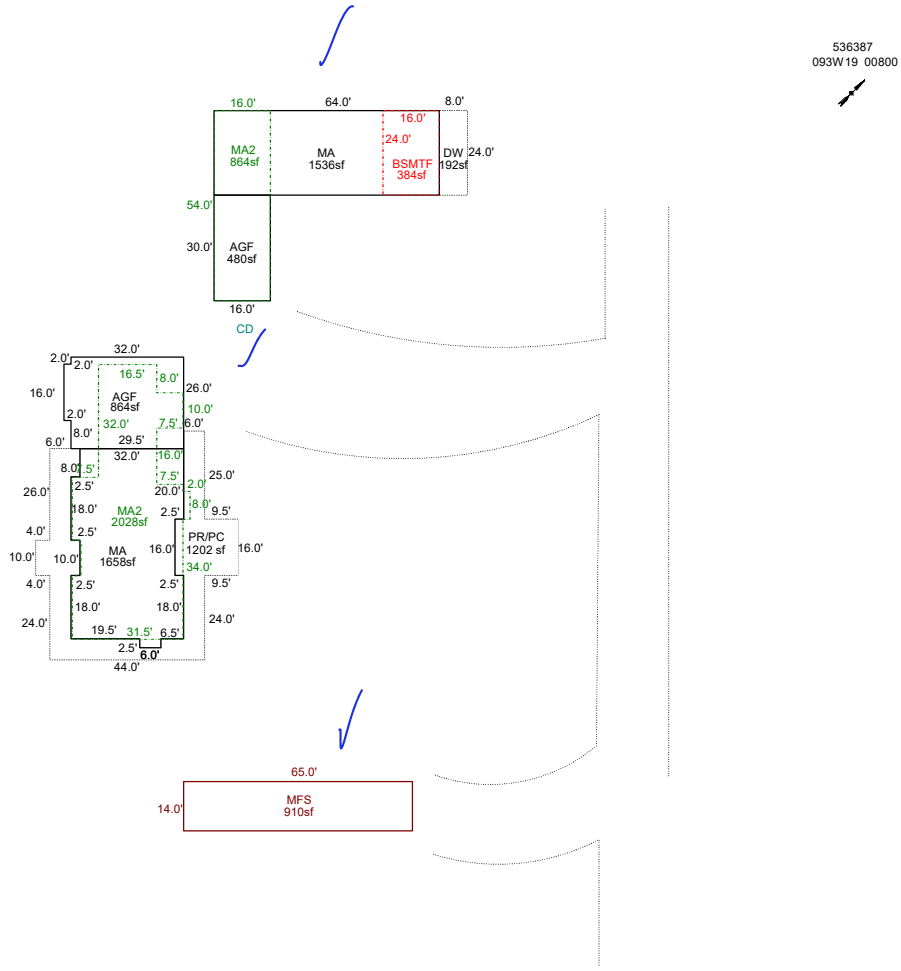 536387
093W19 00800
16.0'
64.0'
8.0'
16.0'
24.0'
MA2
864sf
MA
1536sf
BSMTF
384sf
DW
192sf
24.0'
54.0'
30.0'
AGF
480sf
16.0'
CD
32.0'
2.0'
2.0'
16.5'
8.0'
26.0'
16.0'
AGF
864sf
10.0'
2.0'
32.0'
7.5'
6.0'
8.0'
29.5'
6.0'
32.0'
16.0'
8.0'
7.5'
7.5'
25.0'
2.5'
20.0'
2.0'
26.0'
8.0'
18.0'
MA2
2028sf
2.5'
9.5'
4.0'
2.5'
PR/PC
1202 sf
MA
1658sf
16.0'
16.0'
10.0'
10.0'
34.0'
4.0'
2.5'
2.5'
9.5'
18.0'
18.0'
24.0'
24.0'
19.5'
31.5'
6.5'
2.5'
6.0'
44.0'
65.0'
14.0'
MFS
910sf